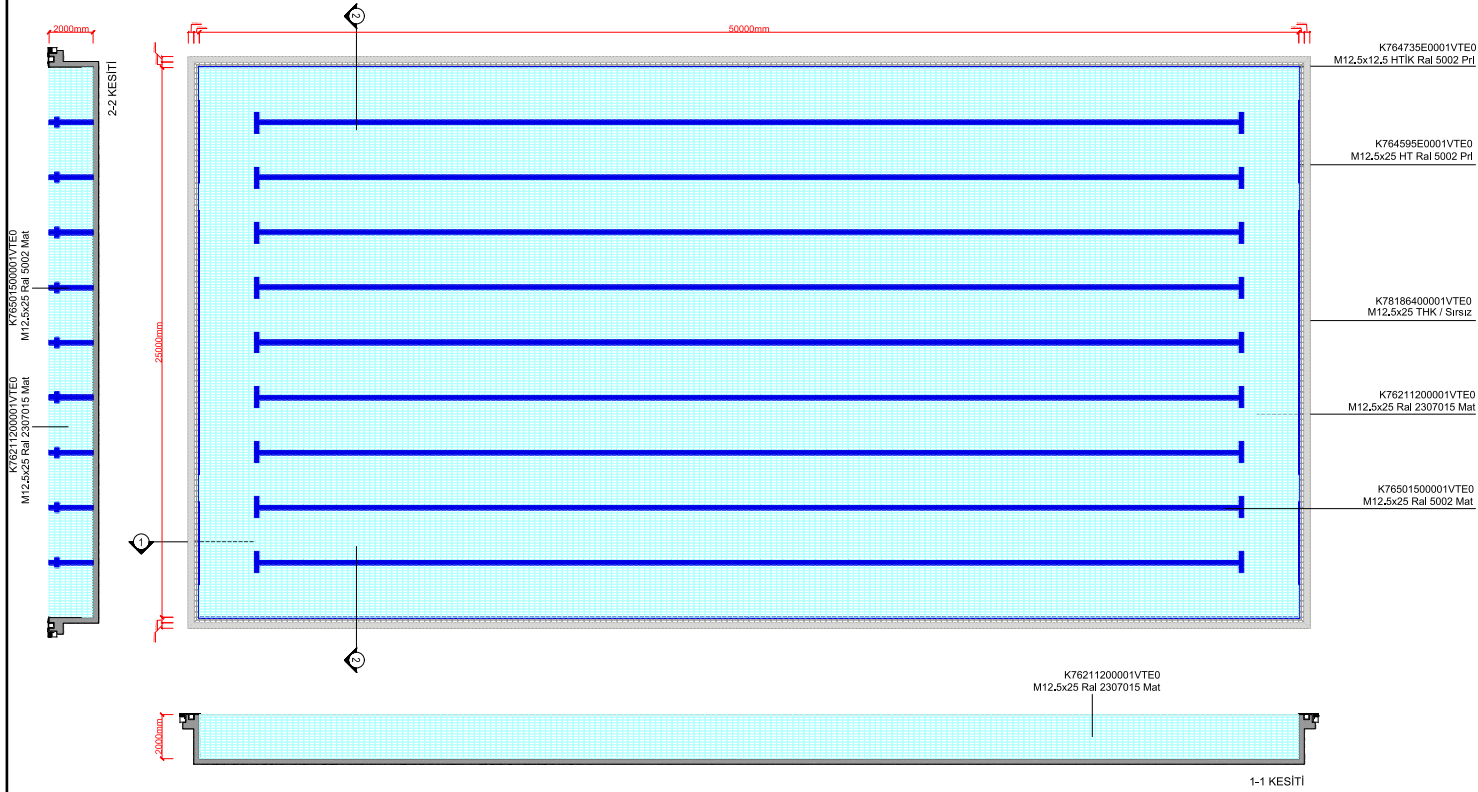 2000mm
2
50000mm
K764735E0001VTE0
M12.5x12.5 HTİK Ral 5002 Prl
2-2 KESİTİ
K764595E0001VTE0
M12.5x25 HT Ral 5002 Prl
K76501500001VTE0
M12.5x25 Ral 5002 Mat
25000mm
K78186400001VTE0
M12.5x25 THK / Sırsız
K76211200001VTE0
M12.5x25 Ral 2307015 Mat
K76211200001VTE0
M12.5x25 Ral 2307015 Mat
K76501500001VTE0
M12.5x25 Ral 5002 Mat
1
2
K76211200001VTE0
M12.5x25 Ral 2307015 Mat
2000mm
1-1 KESİTİ